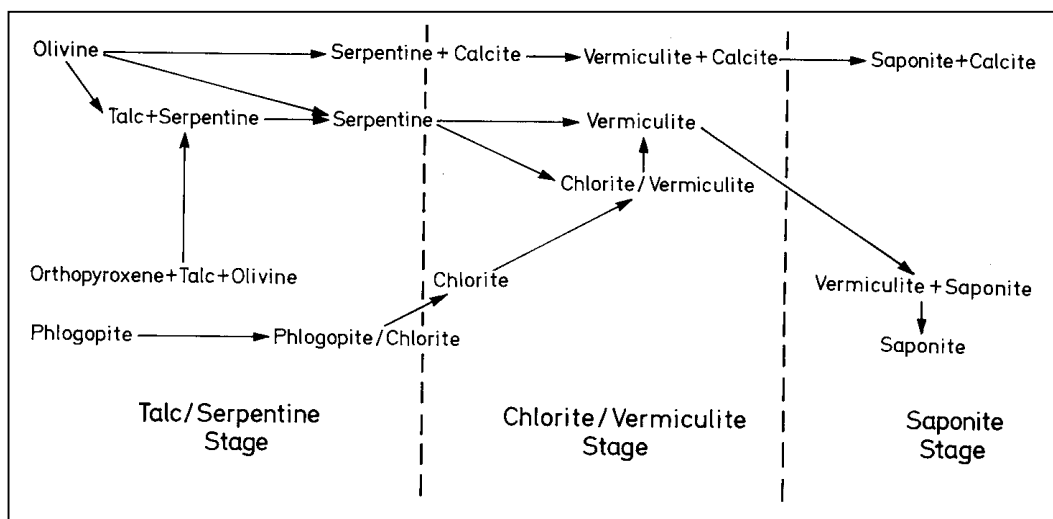 Olivine
Serpentine + Calcite
Vermiculite + Calcite
Saponite+Calcite
Talc+Serpentine
Serpentine
Vermiculite
Chlorite/Vermiculite
Orthopyroxene+Talc+Olivine
Chlorite
Vermiculite + Saponite
Phlogopite
Phlogopite/Chlorite
Saponite
Talc/Serpentine
Stage
Chlorite/Vermiculite
Stage
Saponite
Stage